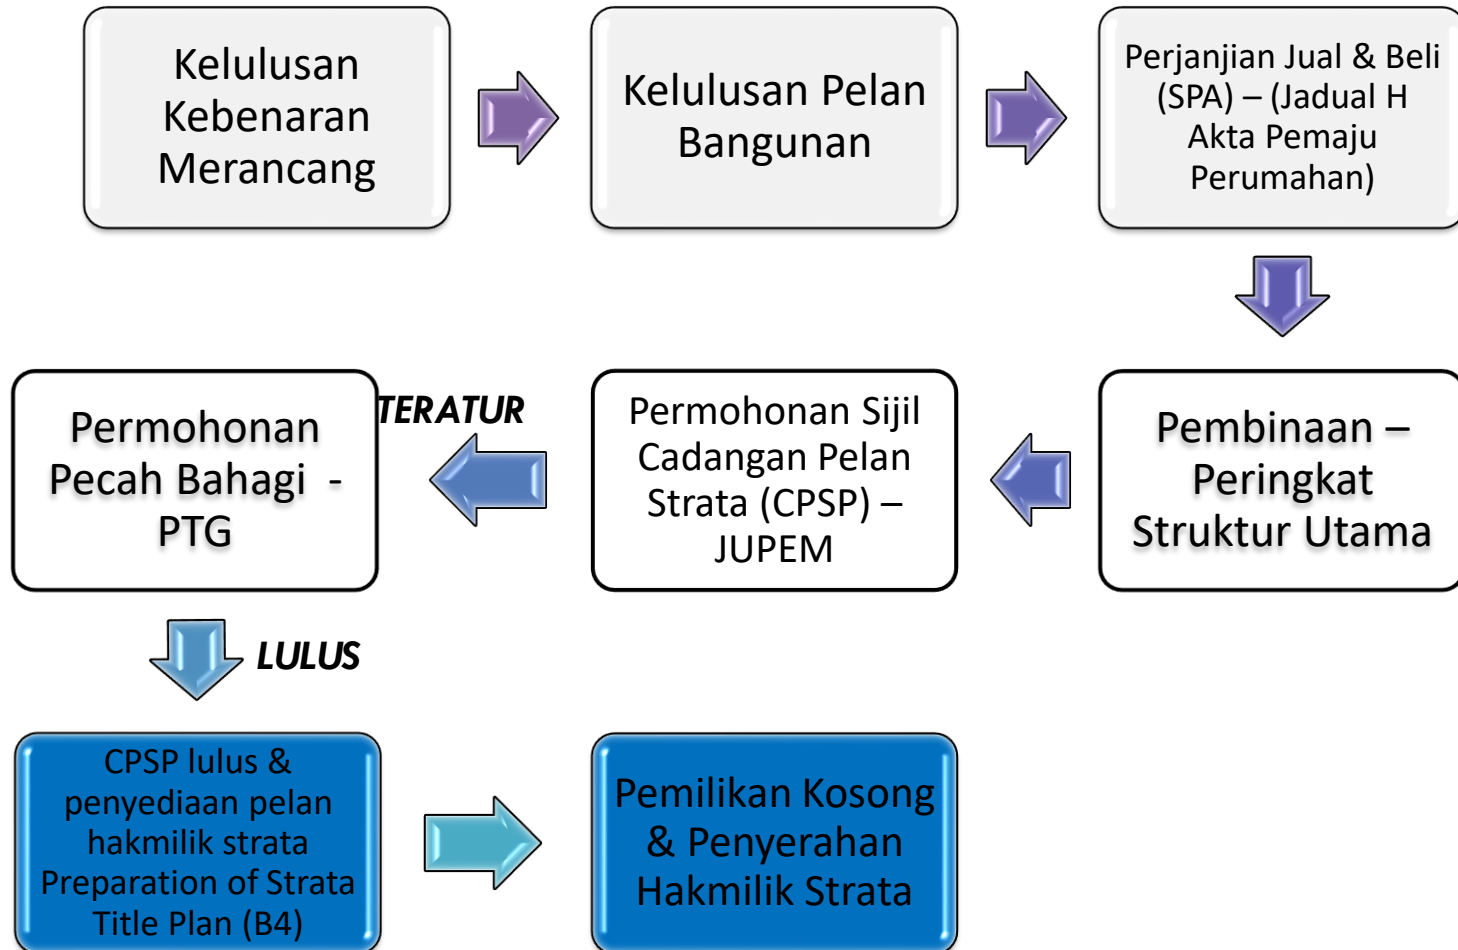 Kelulusan
Kebenaran
Merancang
Kelulusan Pelan
Bangunan
Perjanjian Jual & Beli
(SPA) – (Jadual H
Akta Pemaju
Perumahan)
Pembinaan –
Peringkat
Struktur Utama
Permohonan Sijil
Cadangan Pelan
Strata (CPSP) –
JUPEM
TERATUR
Permohonan
Pecah Bahagi -
PTG
LULUS
CPSP lulus &
penyediaan pelan
hakmilik strata
Preparation of Strata
Title Plan (B4)
Pemilikan Kosong
& Penyerahan
Hakmilik Strata